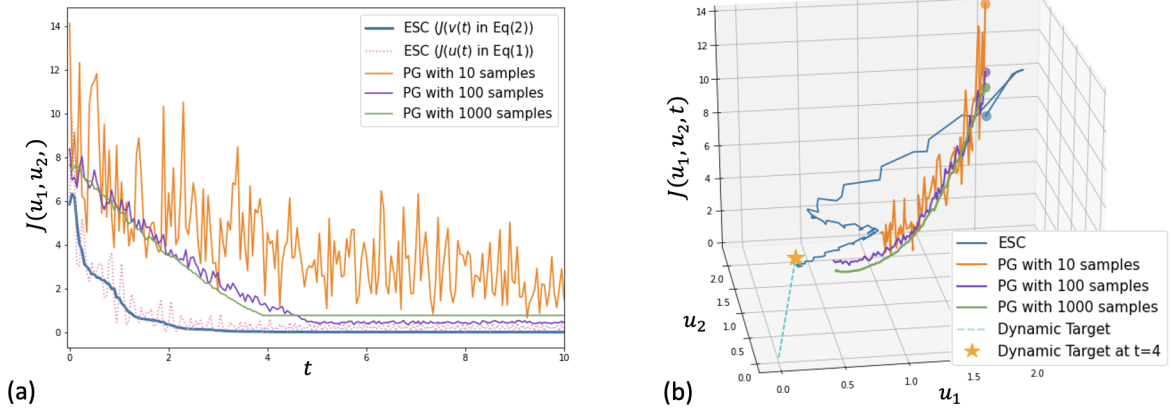 14
12
10
8
6
4
2
0
J(u₁, u₂,)
0
2
4
6
8
10
t
ESC (J(v(t) in Eq(2))
ESC (J(u(t) in Eq(1))
PG with 10 samples
PG with 100 samples
PG with 1000 samples
(a)
14
12
10
8
6
4
2
0
J(u₁, u₂, t)
2.0
1.5
1.0
0.5
0.0
u₂
0.0
0.5
1.0
1.5
2.0
u₁
ESC
PG with 10 samples
PG with 100 samples
PG with 1000 samples
Dynamic Target
Dynamic Target at t=4
(b)